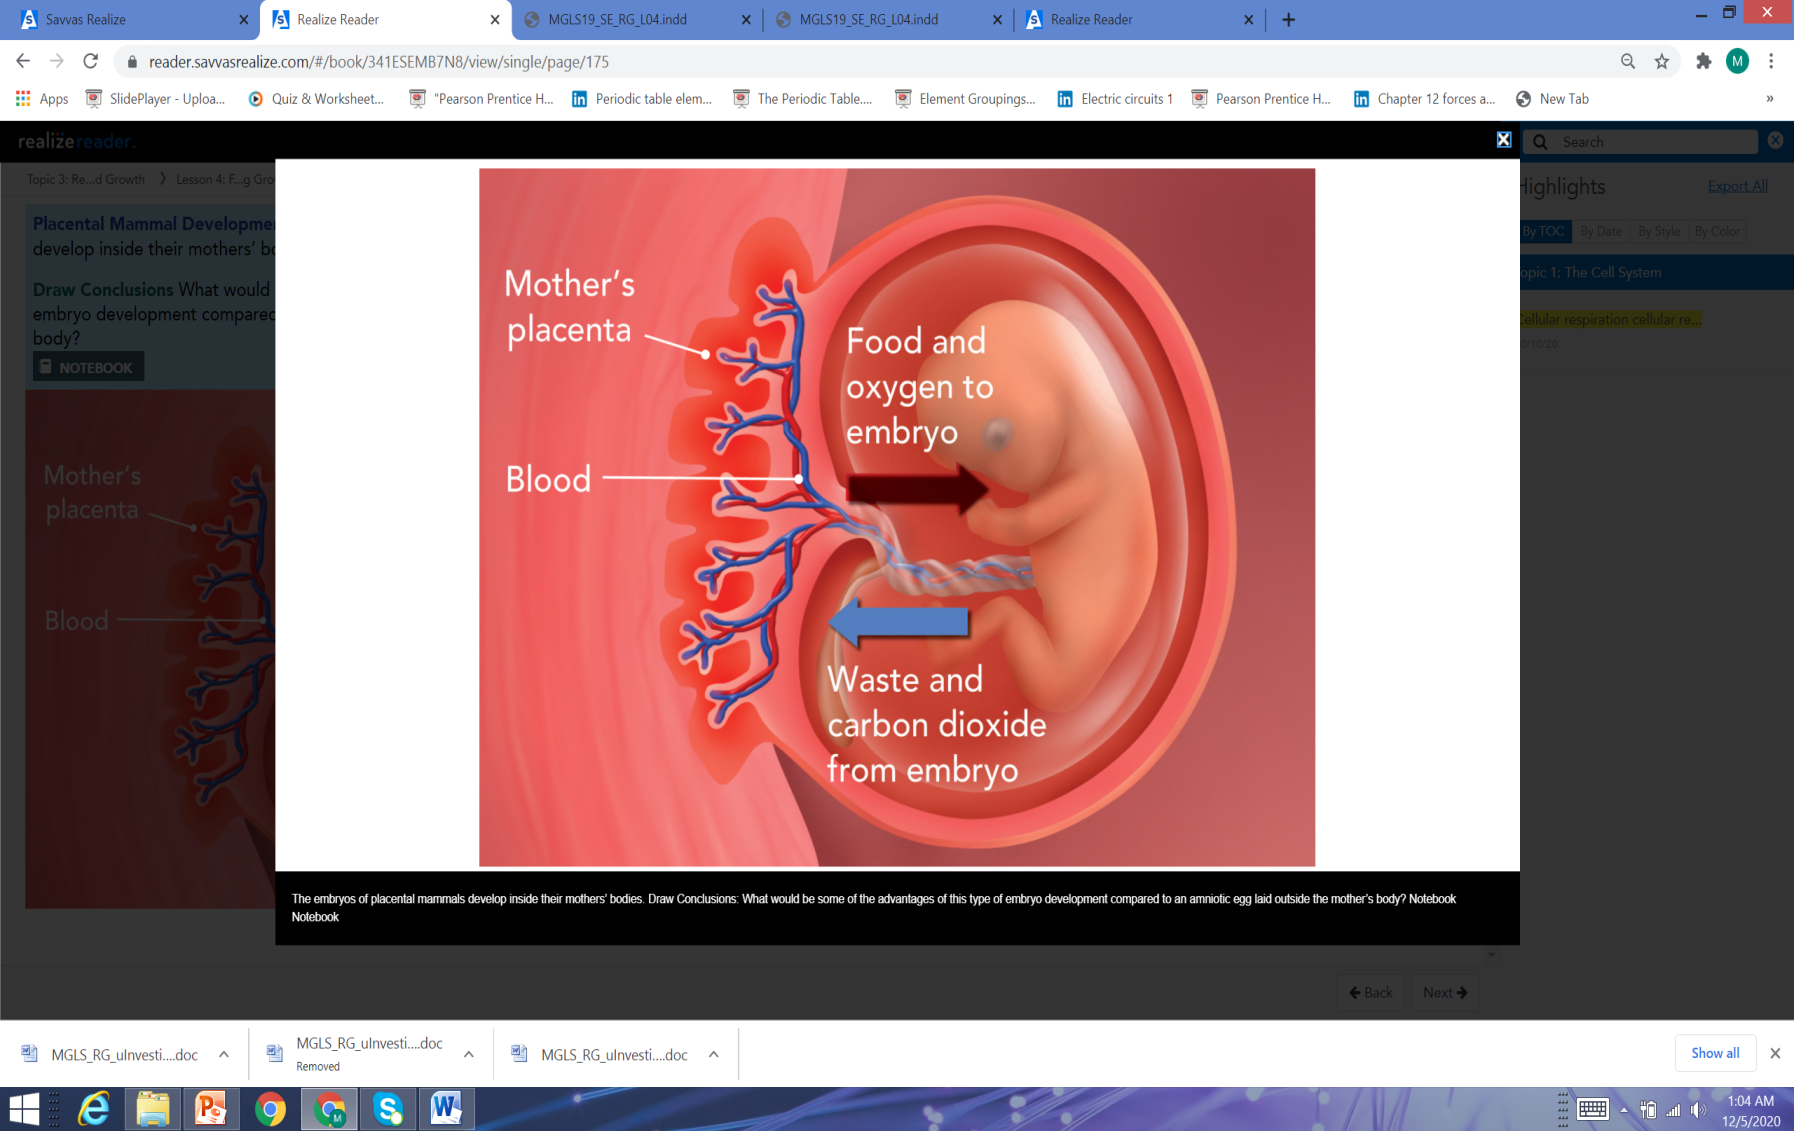 Savvas Realize
Realize Reader
MGLS19_SE_RG_L04.indd
MGLS19_SE_RG_L04.indd
Realize Reader
reader.savvasrealize.com/#/book/341ESEMB7N8/view/single/page/175
M
Apps
SlidePlayer - Uploa...
Quiz & Worksheet...
"Pearson Prentice H...
Periodic table elem...
The Periodic Table....
Element Groupings...
Electric circuits 1
Pearson Prentice H...
Chapter 12 forces a...
New Tab
»
realizereader.
Search
Topic 3: Re...d Growth
Lesson 4: F...g Gro
Highlights
Export All
By TOC
By Date
By Style
By Color
opic 1: The Cell System
Cellular respiration cellular re...
0/10/20
Placental Mammal Developme
develop inside their mothers' bo
Draw Conclusions What would
embryo development compared
body?
NOTEBOOK
Mother's
placenta
Blood
Mother's
placenta
Food and
oxygen to
embryo
Blood
Waste and
carbon dioxide
from embryo
The embryos of placental mammals develop inside their mothers' bodies. Draw Conclusions: What would be some of the advantages of this type of embryo development compared to an amniotic egg laid outside the mother's body? Notebook
Notebook
Back
Next
MGLS_RG_uInvesti....doc
MGLS_RG_uInvesti....doc
Removed
MGLS_RG_uInvesti....doc
Show all
1:04 AM
12/5/2020